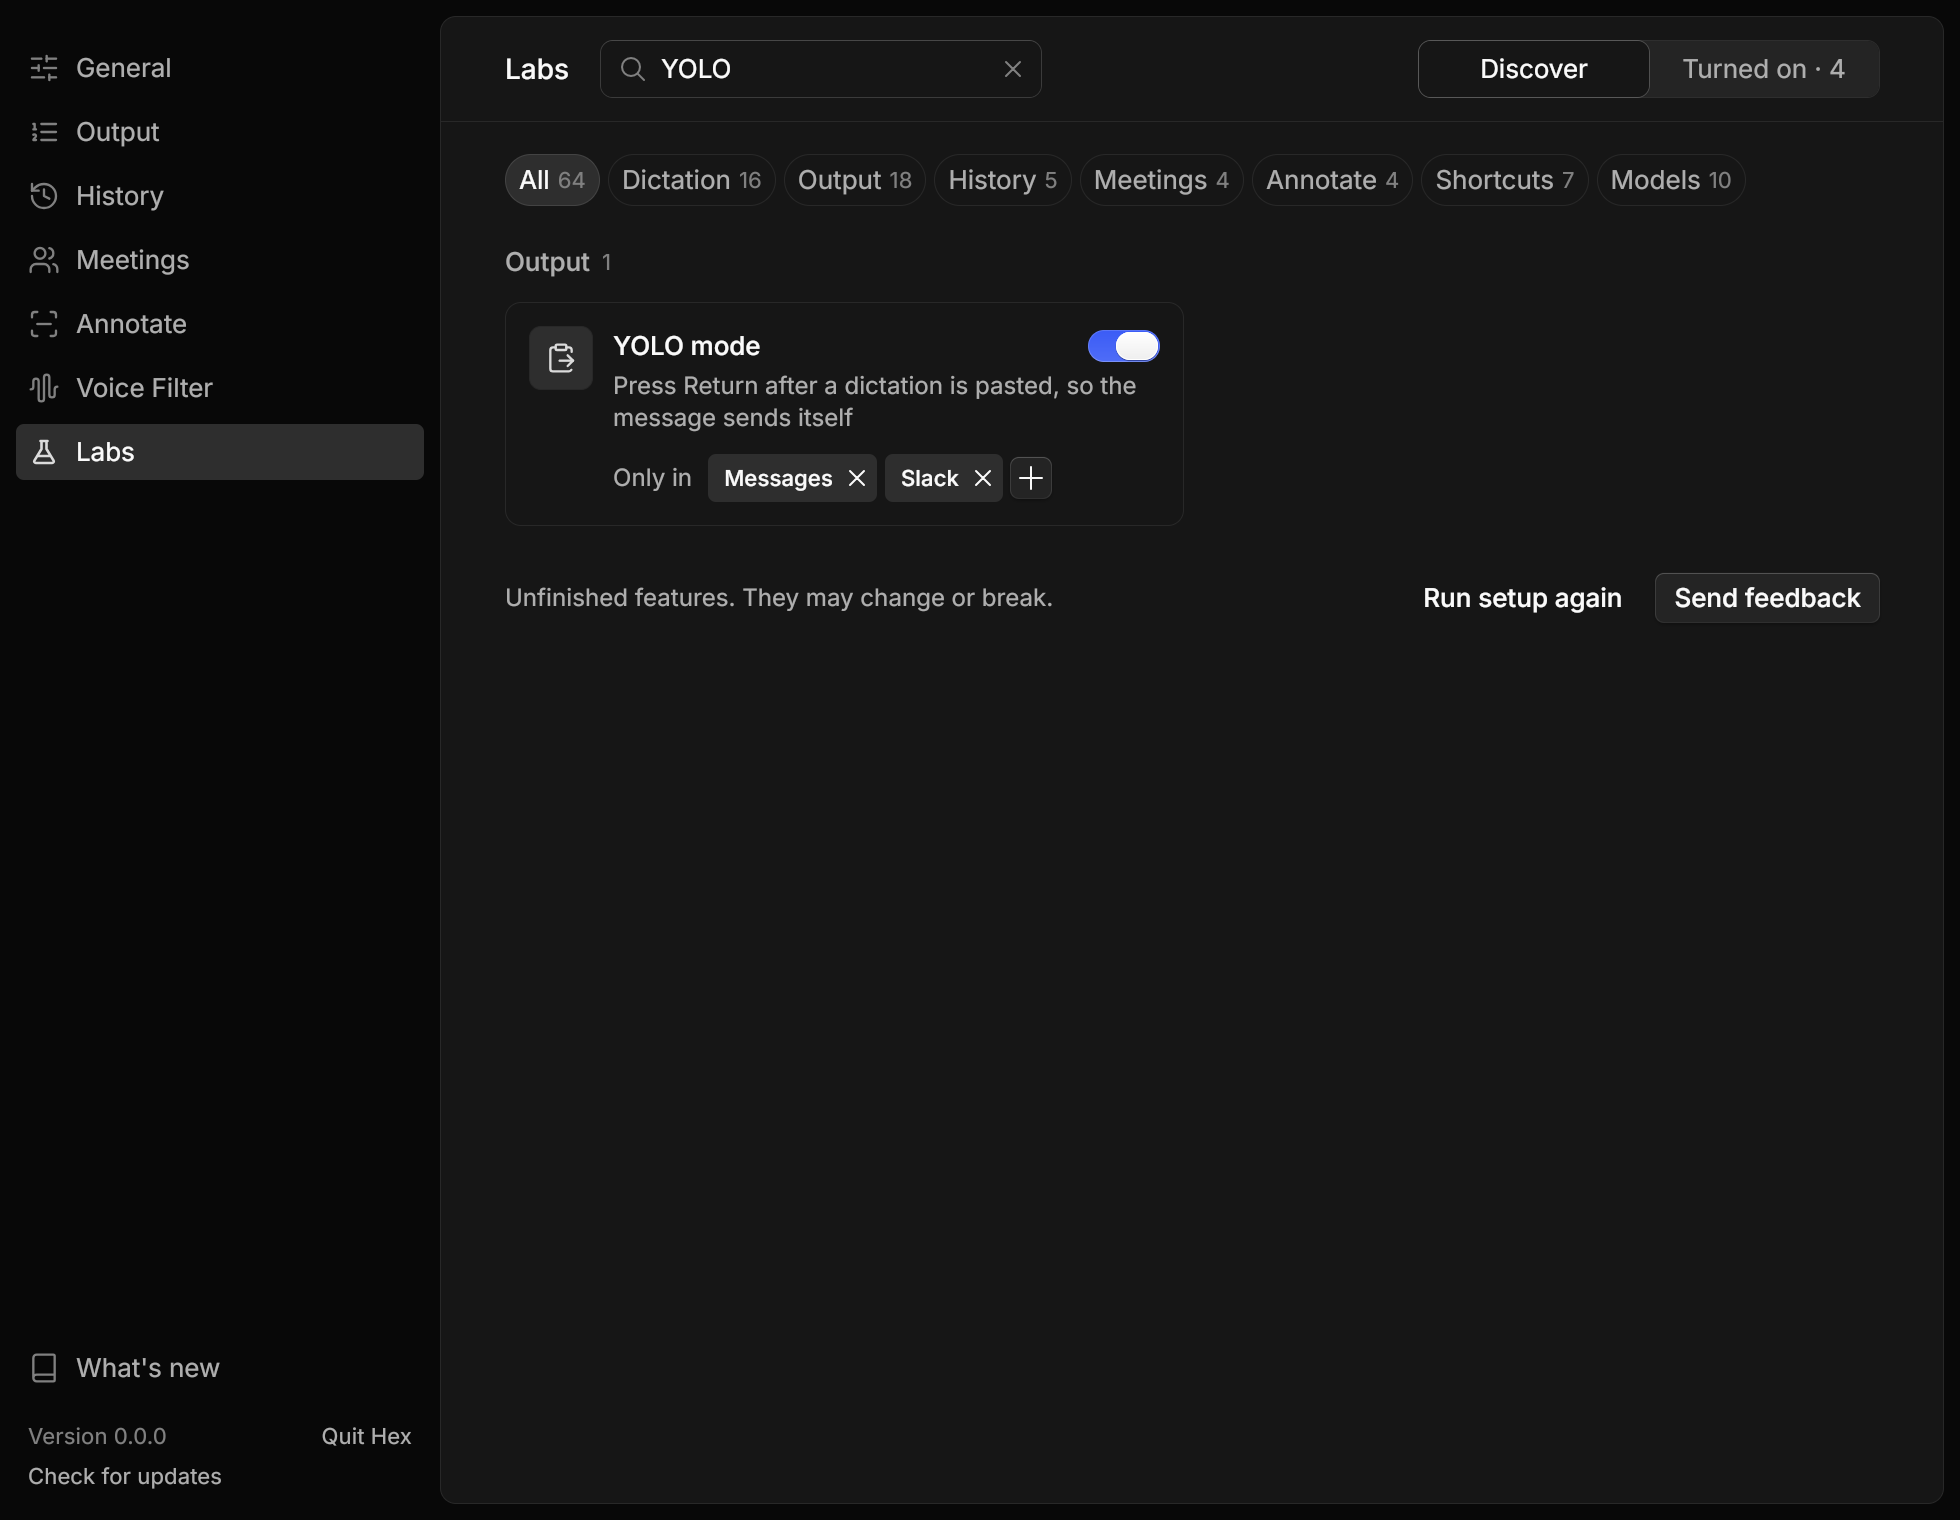 General
Output
History
Meetings
Annotate
Voice Filter
Labs
What's new
Version 0.0.0
Quit Hex
Check for updates
Labs
YOLO
Discover
Turned on · 4
All 64
Dictation 16
Output 18
History 5
Meetings 4
Annotate 4
Shortcuts 7
Models 10
Output 1
YOLO mode
Press Return after a dictation is pasted, so the
message sends itself
Only in
Messages
Slack
Unfinished features. They may change or break.
Run setup again
Send feedback